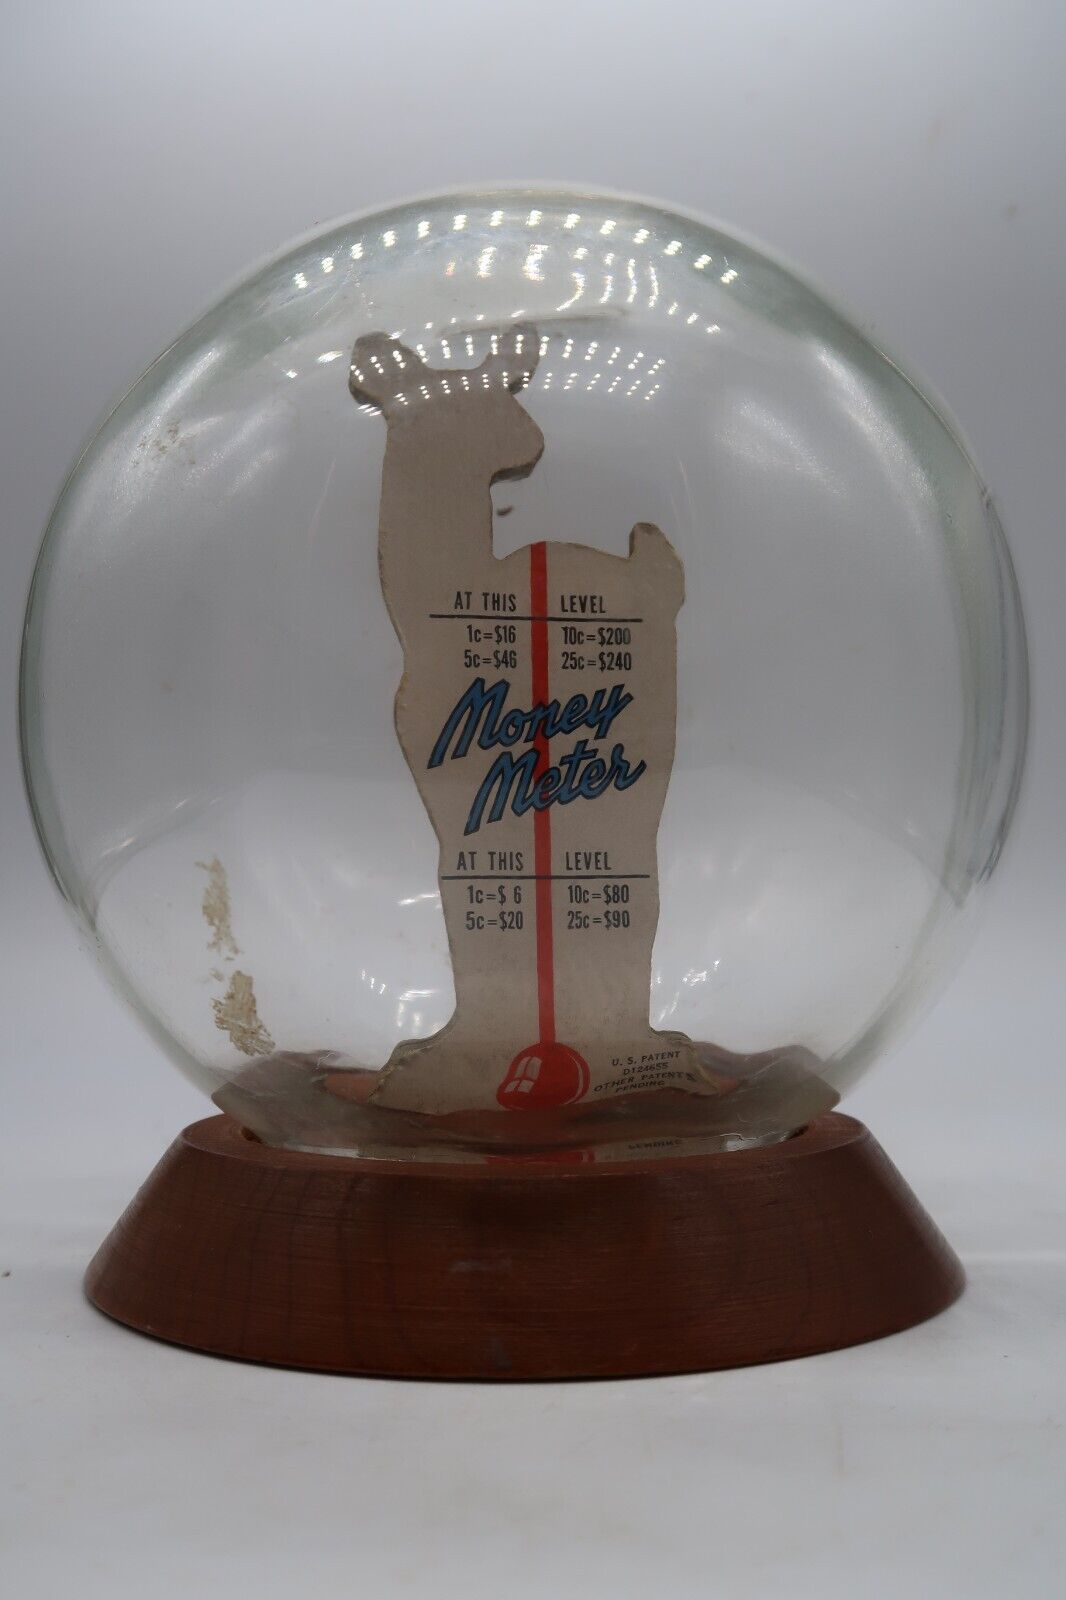 AT THIS LEVEL
1c=$16 10c=$200
5c=$46 25c=$240
Money
Meter
AT THIS LEVEL
1c=$ 6 10c=$80
5c=$20 25c=$90
U. S. PATENT
D124655
OTHER PATENTS
PENDING